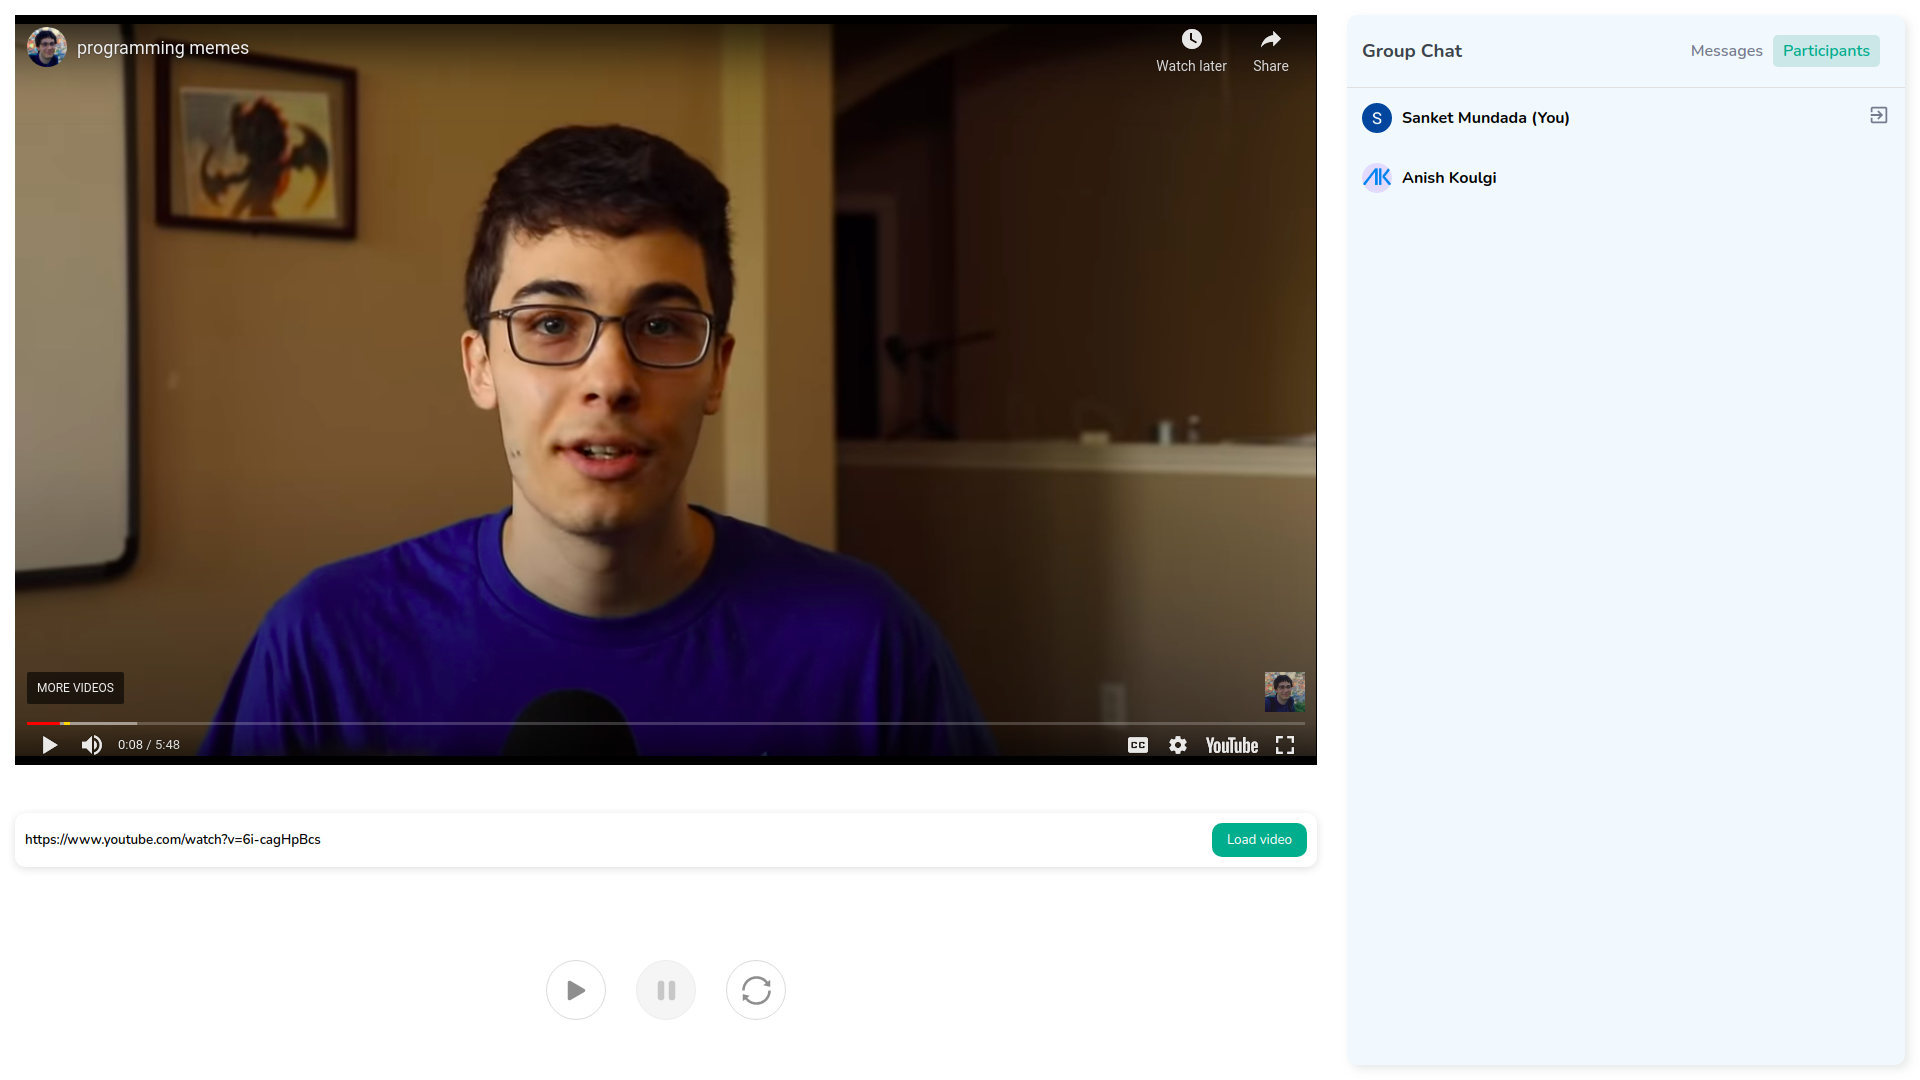 programming memes
Watch later
Share
MORE VIDEOS
0:08 / 5:48
CC
YouTube
https://www.youtube.com/watch?v=6i-cagHpBcs
Load video
Group Chat
Messages
Participants
S
Sanket Mundada (You)
AK
Anish Koulgi